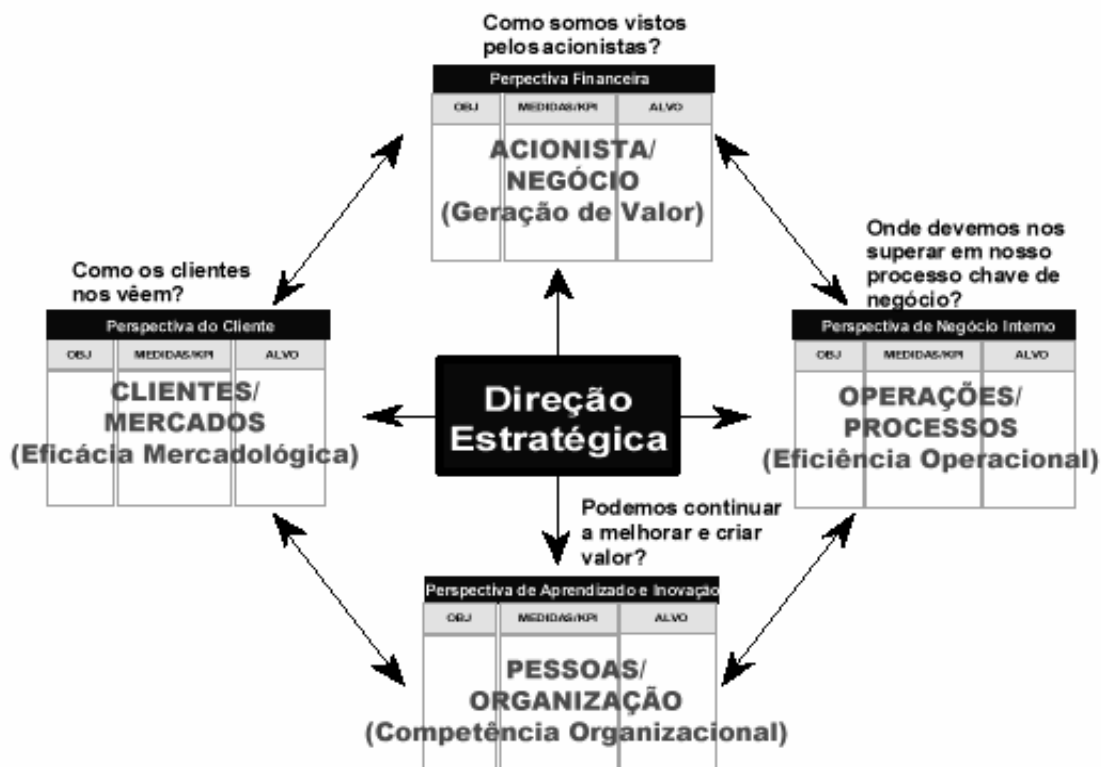 Como somos vistos
pelos acionistas?
Perpectiva Financeira
OBJ MEDIDAS/KPI ALVO
ACIONISTA/
NEGÓCIO
(Geração de Valor)
Como os clientes
nos vêem?
Perspectiva do Cliente
OBJ MEDIDAS/KPI ALVO
CLIENTES/
MERCADOS
(Eficácia Mercadológica)
Direção
Estratégica
Onde devemos nos
superar em nosso
processo chave de
negócio?
Perspectiva de Negócio Interno
OBJ MEDIDAS/KPI ALVO
OPERAÇÕES/
PROCESSOS
(Eficiência Operacional)
Podemos continuar
a melhorar e criar
valor?
Perspectiva de Aprendizado e Inovação
OBJ MEDIDAS/KPI ALVO
PESSOAS/
ORGANIZAÇÃO
(Competência Organizacional)